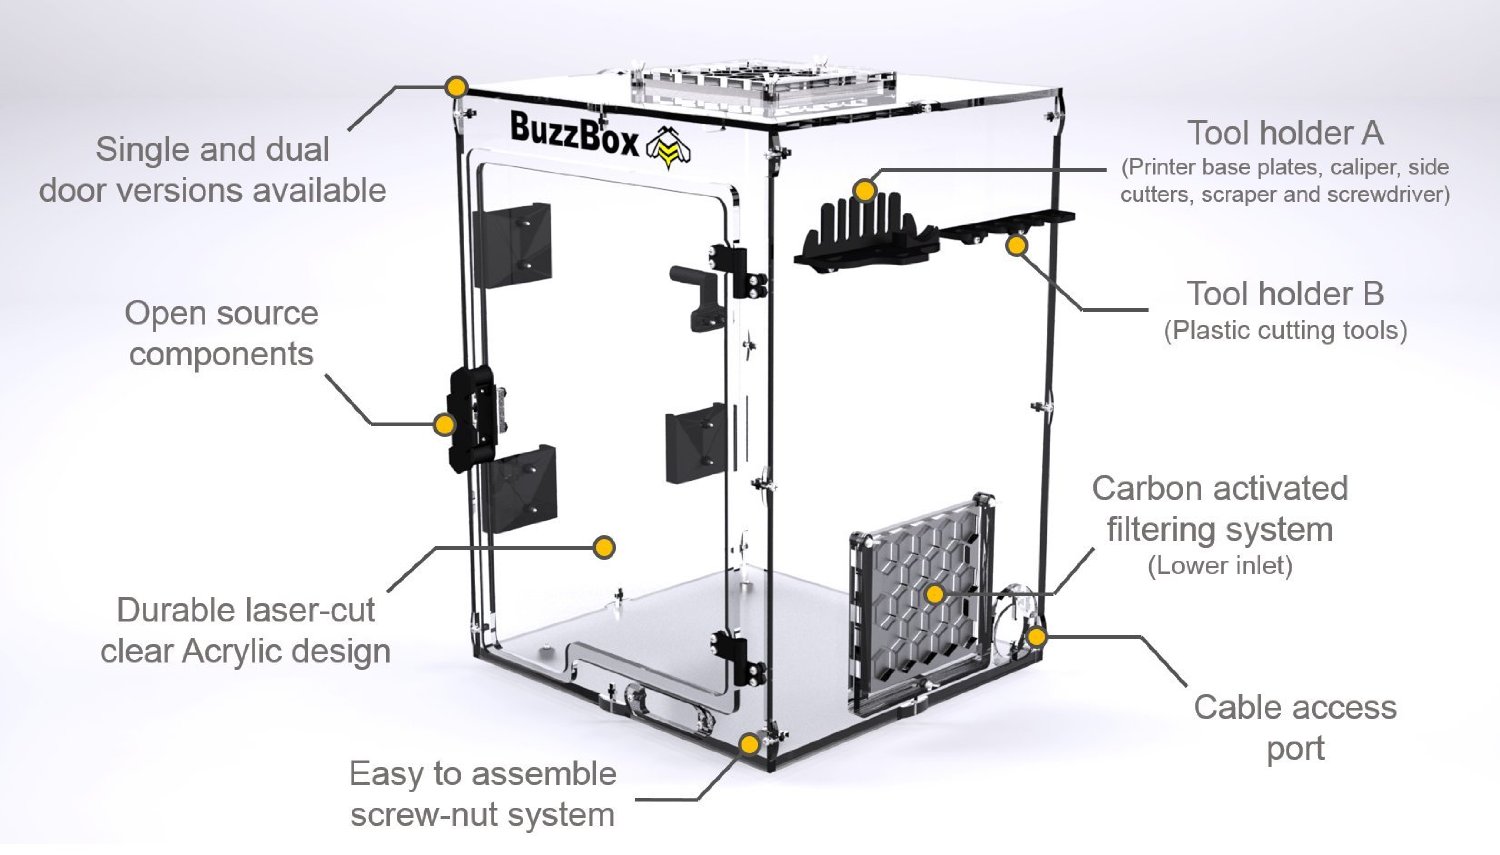 BuzzBox
Single and dual
door versions available
Open source
components
Durable laser-cut
clear Acrylic design
Easy to assemble
screw-nut system
Tool holder A
(Printer base plates, caliper, side
cutters, scraper and screwdriver)
Tool holder B
(Plastic cutting tools)
Carbon activated
filtering system
(Lower inlet)
Cable access
port